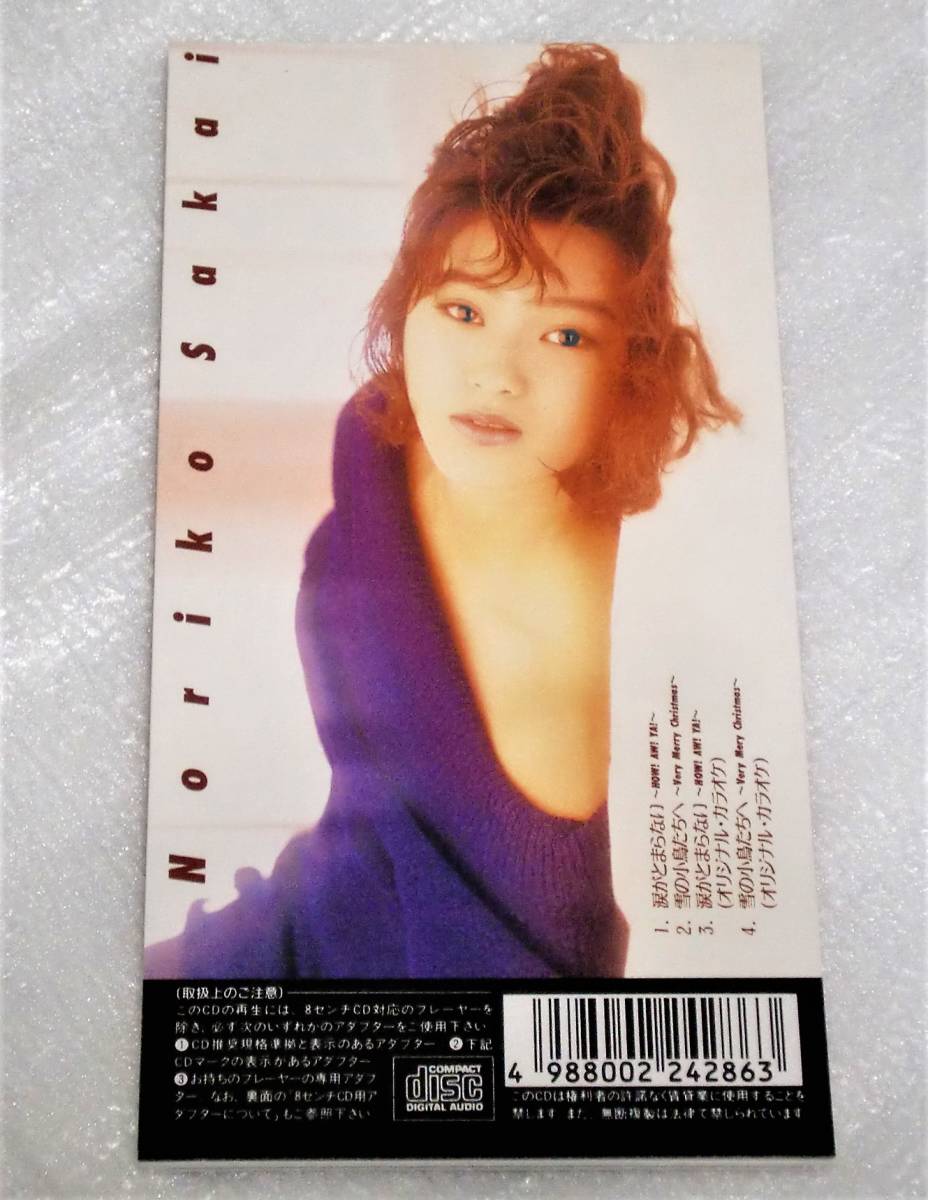 Noriko Sakai
1. 涙がとまらない ～HOW! AW! YA!～
2. 雪の小鳥たちへ ～Very Merry Christmas～
3. 涙がとまらない ～HOW! AW! YA!～
(オリジナル・カラオケ)
4. 雪の小鳥たちへ ～Very Mery Christmas～
(オリジナル・カラオケ)
(取扱上のご注意)
このCDの再生には、8センチCD対応のプレーヤーを
除き、必ず次のいずれかのアダプターをご使用下さい
①CD推奨規格準拠と表示のあるアダプター ②下記
CDマークの表示があるアダプター
③お持ちのプレーヤーの専用アダプ
ター。なお、裏面の"8センチCD用ア
ダプターについて"もご参照下さい
COMPACT
disc
DIGITAL AUDIO
4 988002 242863
このCDは権利者の許諾なく賃貸業に使用することを
禁じます。また、無断複製は法律で禁じられています